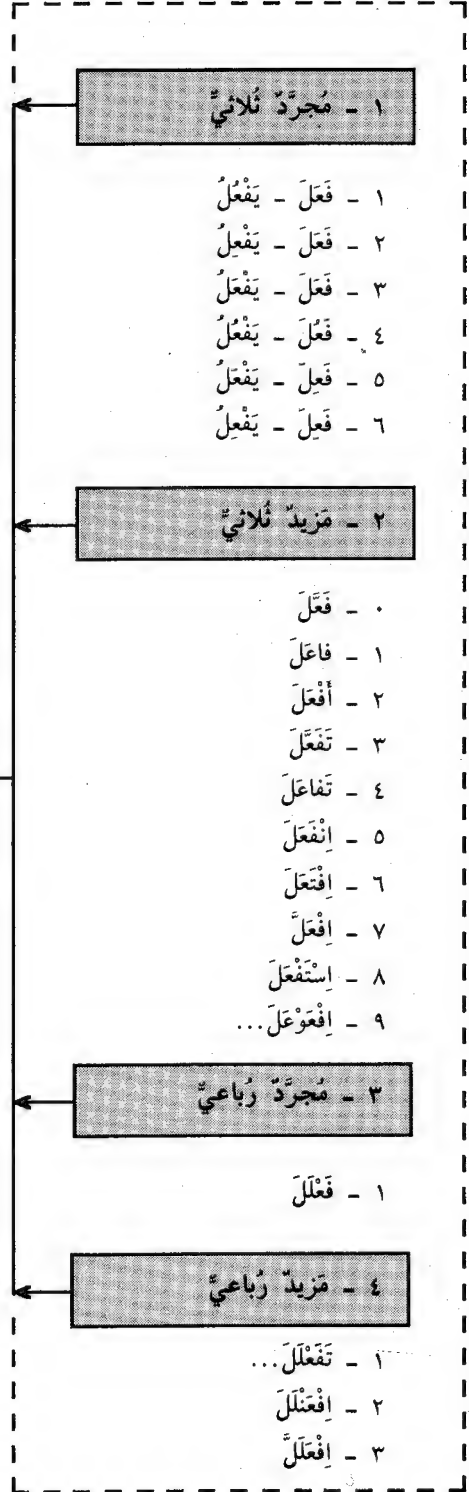 ١ - مُجرَّدٌ ثُلاثيٌّ
١ - فَعَلَ - يَفْعُلُ
٢ - فَعَلَ - يَفْعِلُ
٣ - فَعَلَ - يَفْعَلُ
٤ - فَعُلَ - يَفْعُلُ
٥ - فَعِلَ - يَفْعَلُ
٦ - فَعِلَ - يَفْعِلُ
٢ - مَزيدٌ ثُلاثيٌّ
٠ - فَعَّلَ
١ - فاعَلَ
٢ - أَفْعَلَ
٣ - تَفَعَّلَ
٤ - تَفاعَلَ
٥ - اِنْفَعَلَ
٦ - اِفْتَعَلَ
٧ - اِفْعَلَّ
٨ - اِسْتَفْعَلَ
٩ - اِفْعَوْعَلَ...
٣ - مُجرَّدٌ رُباعيٌّ
١ - فَعْلَلَ
٤ - مَزيدٌ رُباعيٌّ
١ - تَفَعْلَلَ...
٢ - اِفْعَنْلَلَ
٣ - اِفْعَلَلَّ